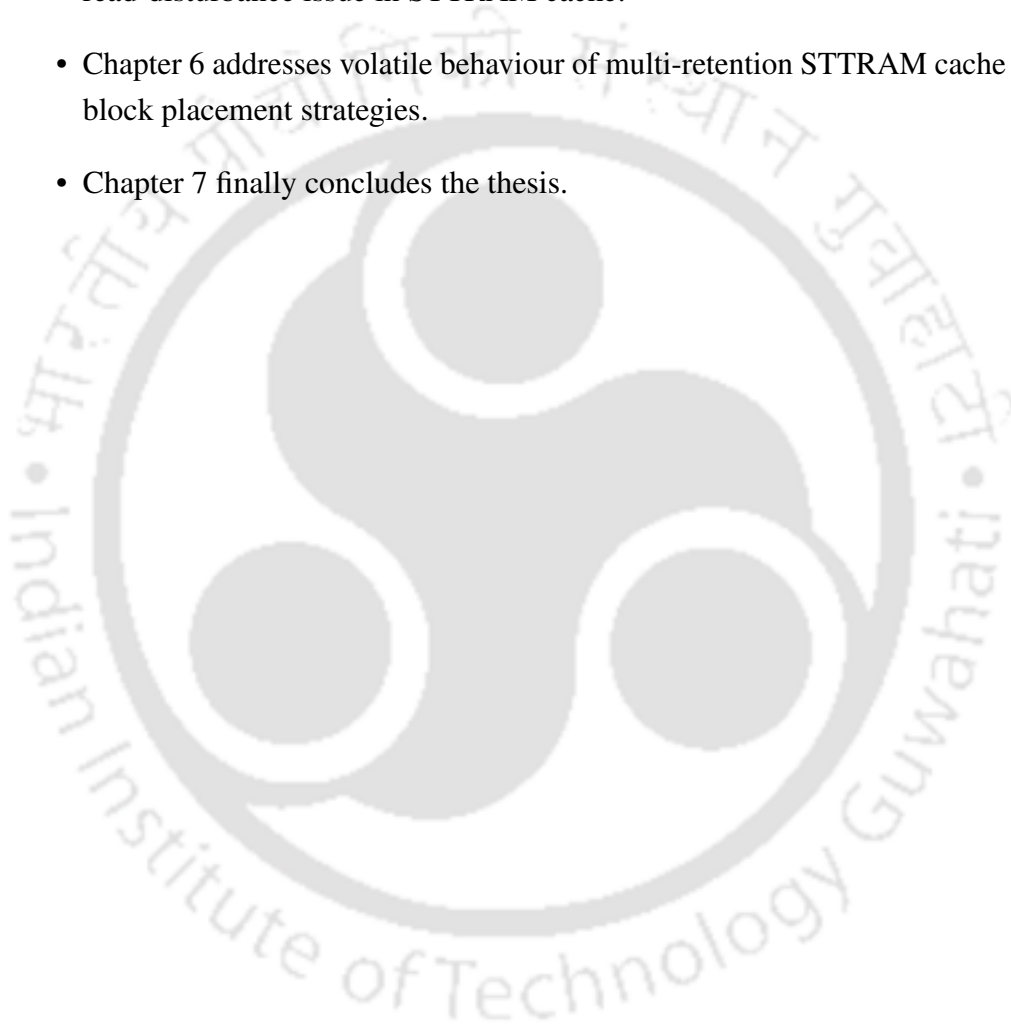 read-disturbance issue in STTRAM cache.
• Chapter 6 addresses volatile behaviour of multi-retention STTRAM cache
block placement strategies.
• Chapter 7 finally concludes the thesis.
भारतीय प्रौद्योगिकी संस्थान गुवाहाटी
• Indian Institute of Technology Guwahati •